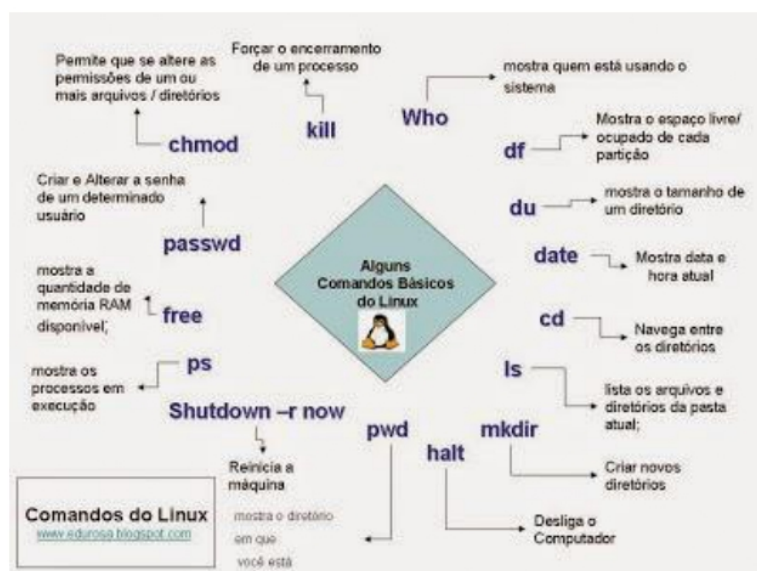 Permite que se altere as
permissões de um ou
mais arquivos / diretórios
chmod
Forçar o encerramento
de um processo
kill
Who
mostra quem está usando o
sistema
df
Mostra o espaço livre/
ocupado de cada
partição
Criar e Alterar a senha
de um determinado
usuário
passwd
du
mostra o tamanho de
um diretório
date
Mostra data e
hora atual
Alguns
Comandos Básicos
do Linux
mostra a
quantidade de
memória RAM
disponível;
free
cd
Navega entre
os diretórios
ps
mostra os
processos em
execução
ls
lista os arquivos e
diretórios da pasta
atual;
Shutdown –r now
Reinicia a
máquina
pwd
mostra o diretório
em que
você está
halt
Desliga o
Computador
mkdir
Criar novos
diretórios
Comandos do Linux
www.edurosa.blogspot.com